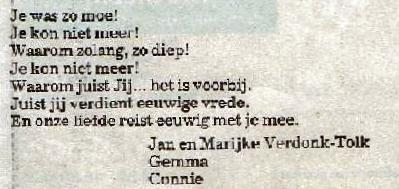 Je was zo moe!
Je kon niet meer!
Waarom zolang, zo diep!
Je kon niet meer!
Waarom juist Jij... het is voorbij.
Juist jij verdient eeuwige vrede.
En onze liefde reist eeuwig met je mee.
Jan en Marijke Verdonk-Tolk
Gemma
Connie